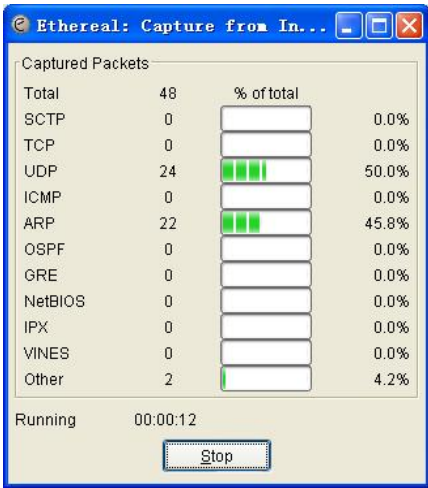 Ethereal: Capture from In...
Captured Packets
Total 48 % of total
SCTP 0 0.0%
TCP 0 0.0%
UDP 24 50.0%
ICMP 0 0.0%
ARP 22 45.8%
OSPF 0 0.0%
GRE 0 0.0%
NetBIOS 0 0.0%
IPX 0 0.0%
VINES 0 0.0%
Other 2 4.2%
Running 00:00:12
Stop